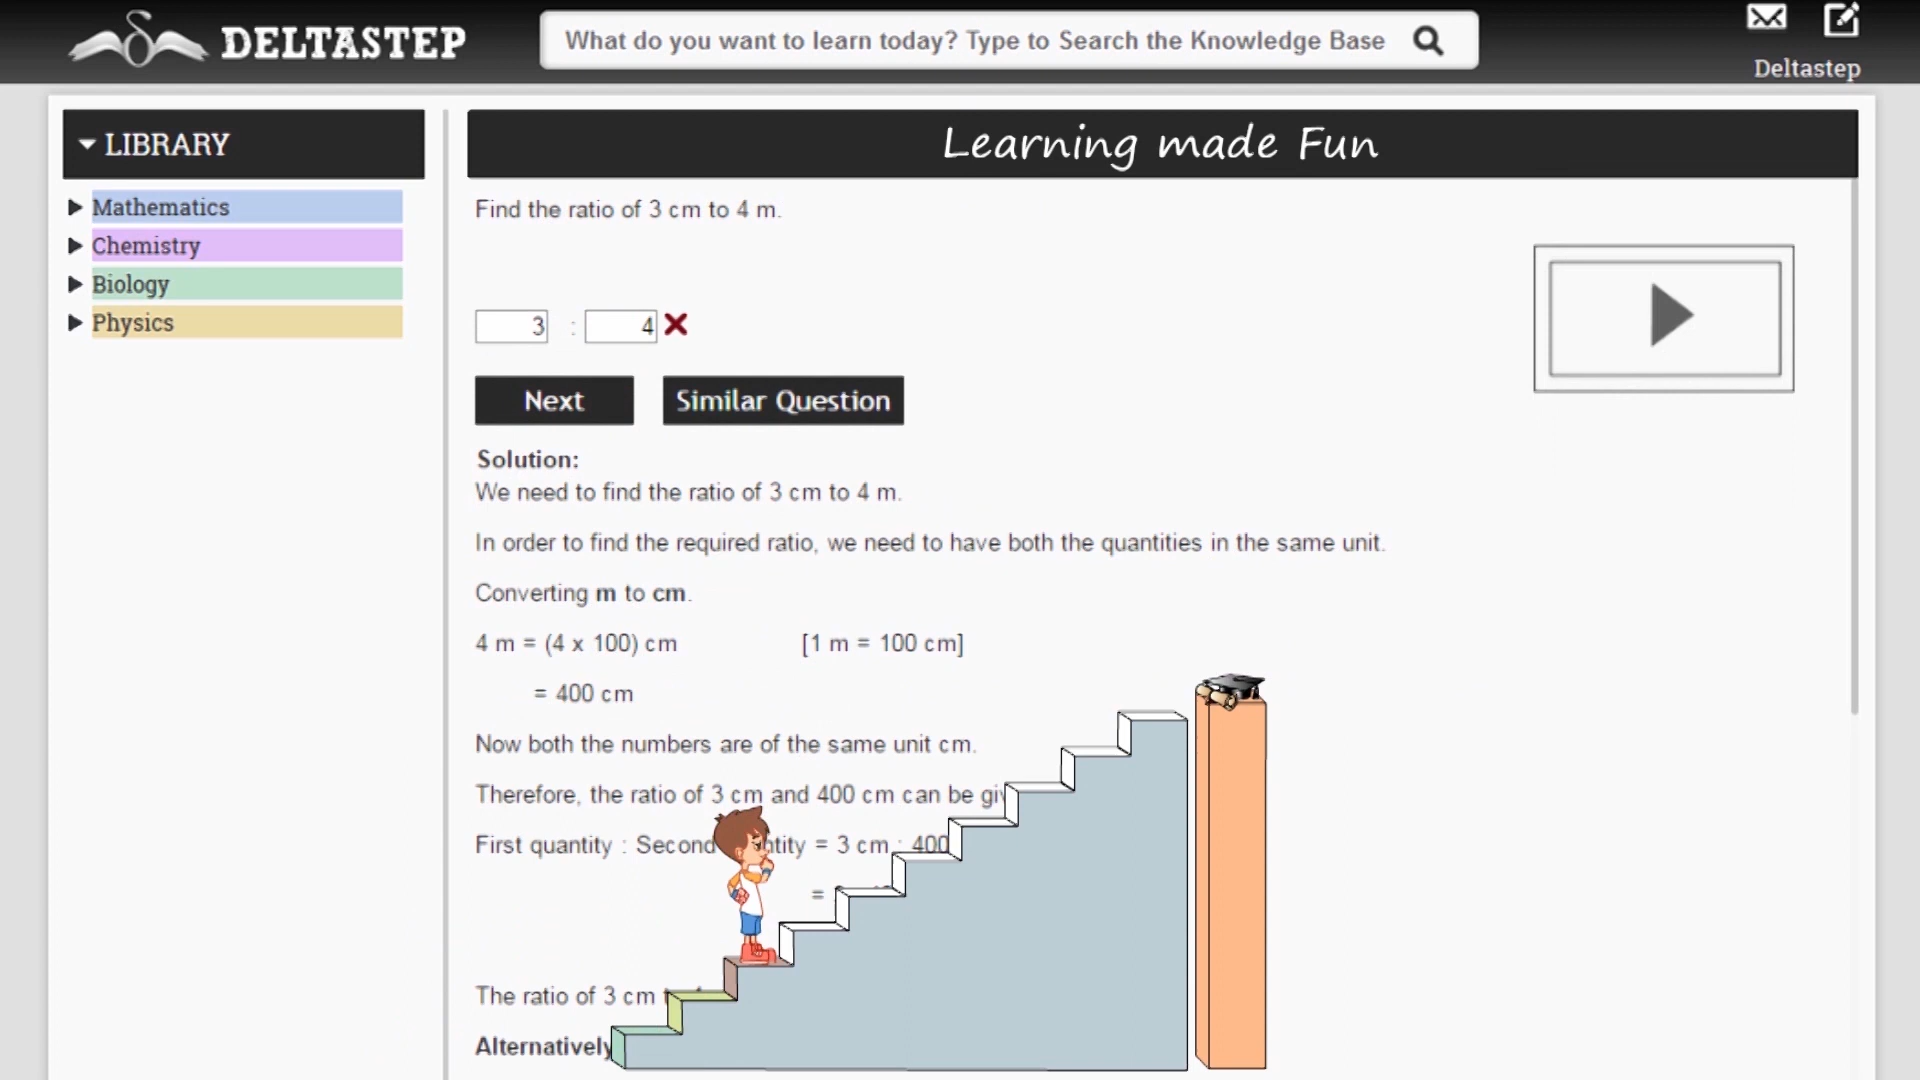 DELTASTEP
What do you want to learn today? Type to Search the Knowledge Base
Deltastep
LIBRARY
Mathematics
Chemistry
Biology
Physics
Learning made Fun
Find the ratio of 3 cm to 4 m.
3 : 4
Next
Similar Question
Solution:
We need to find the ratio of 3 cm to 4 m.
In order to find the required ratio, we need to have both the quantities in the same unit.
Converting m to cm.
4 m = (4 x 100) cm [1 m = 100 cm]
= 400 cm
Now both the numbers are of the same unit cm.
Therefore, the ratio of 3 cm and 400 cm can be
First quantity : Second = 3 cm : 400
=
The ratio of 3 cm
Alternatively